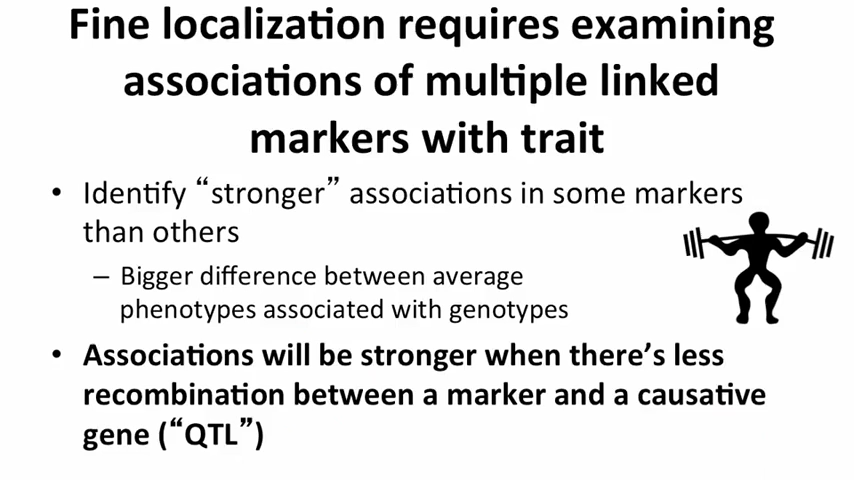 Fine localization requires examining
associations of multiple linked
markers with trait
• Identify “stronger” associations in some markers
than others
– Bigger difference between average
phenotypes associated with genotypes
• Associations will be stronger when there’s less
recombination between a marker and a causative
gene (“QTL”)